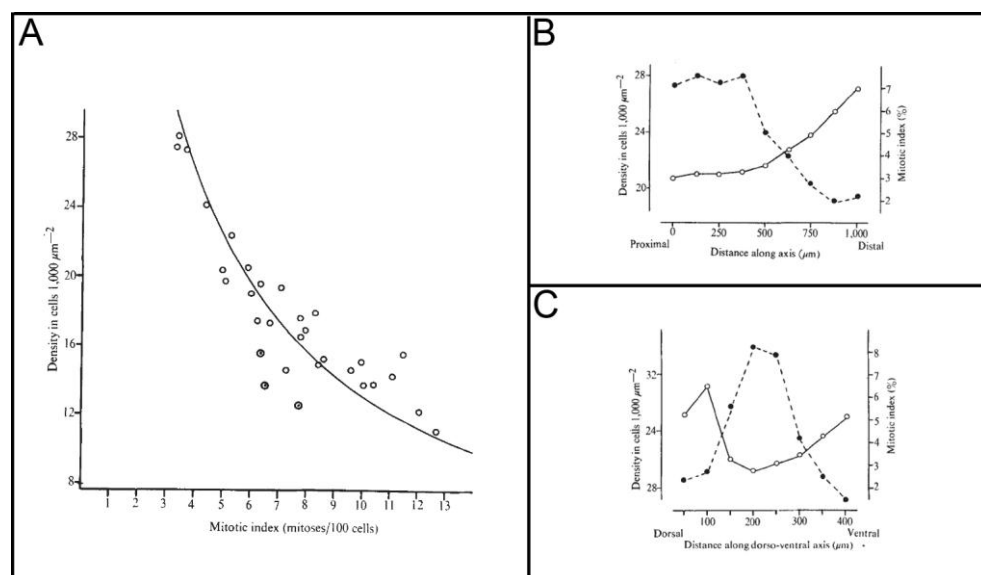 A
Density in cells 1,000 µm—²
28
24
20
16
12
8
1 2 3 4 5 6 7 8 9 10 11 12 13
Mitotic index (mitoses/100 cells)
B
Density in cells 1,000 µm—²
28
24
20
7
6
5
4
3
2
Mitotic index (%)
0 250 500 750 1,000
Proximal Distal
Distance along axis (µm)
C
Density in cells 1,000 µm—²
32
24
28
8
7
6
5
4
3
2
Mitotic index (%)
100 200 300 400
Dorsal Ventral
Distance along dorso-ventral axis (µm)